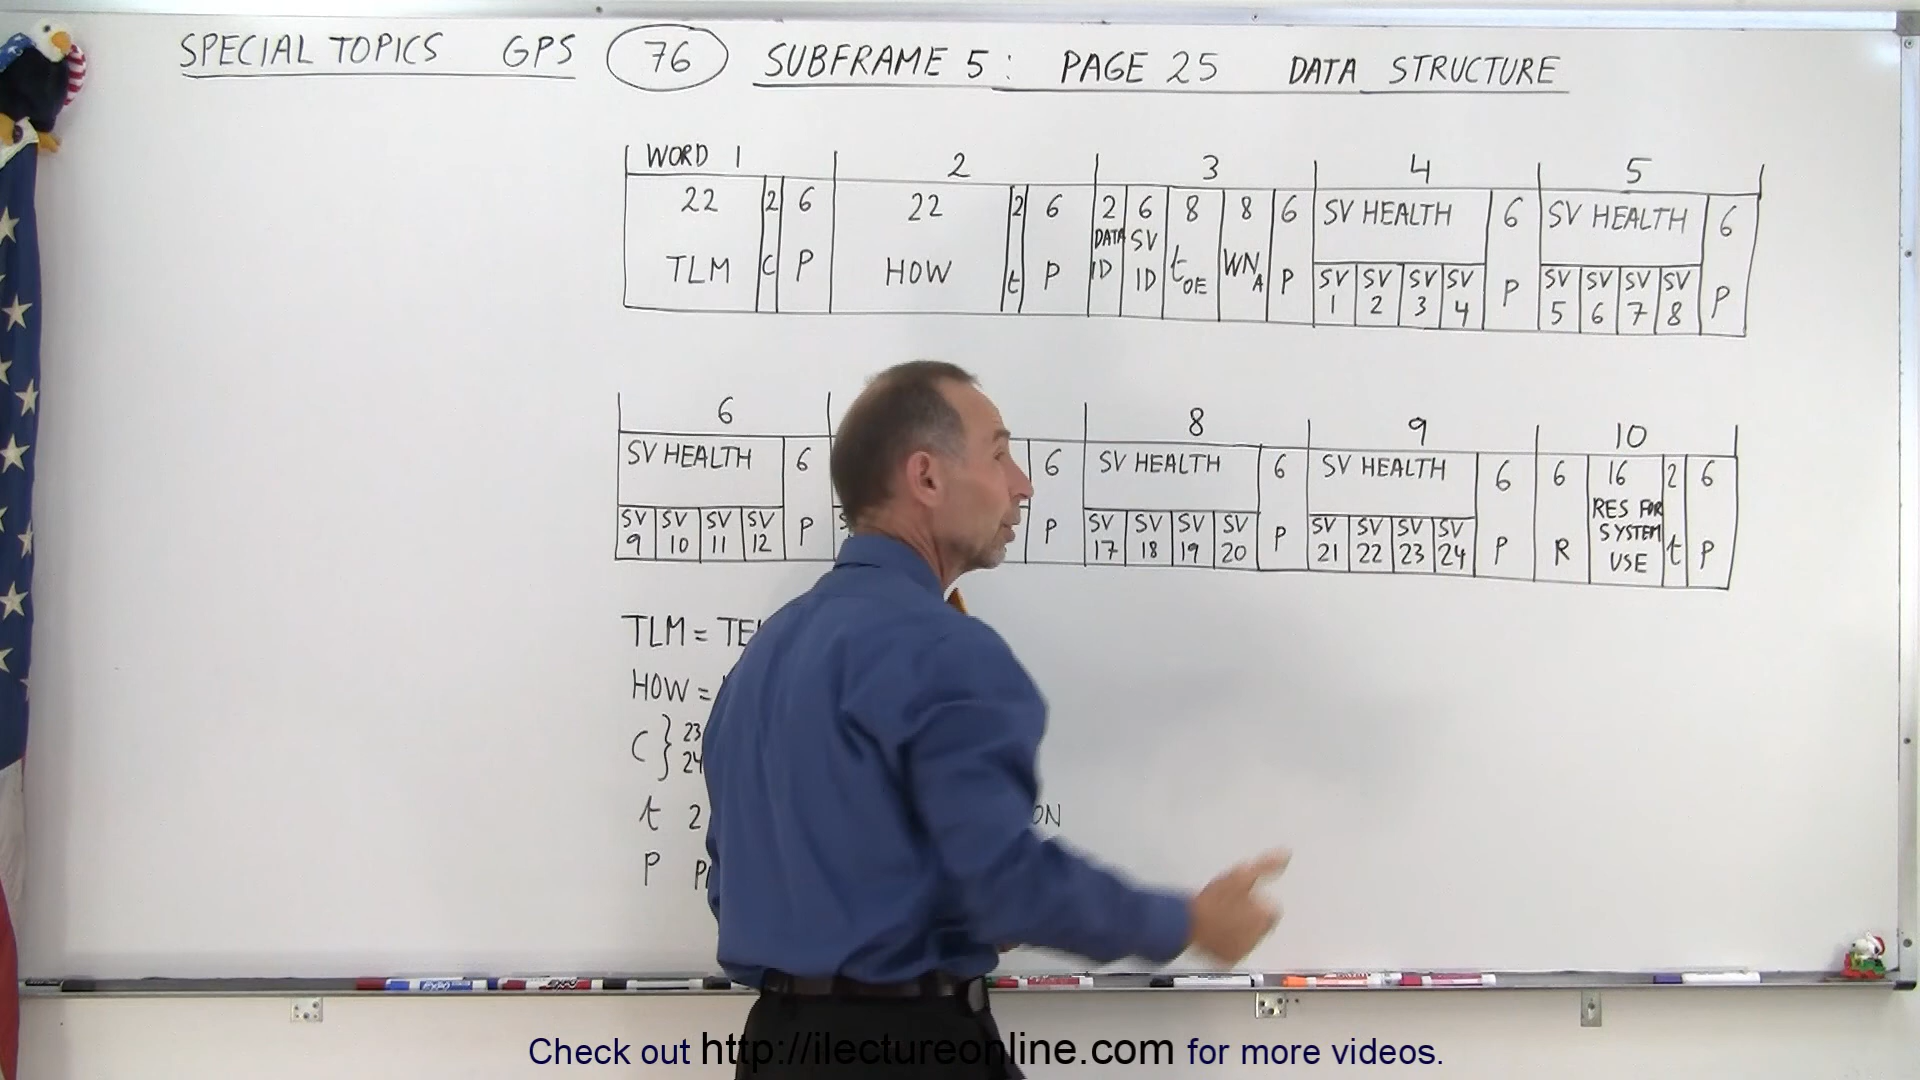 SPECIAL TOPICS GPS 76 SUBFRAME 5: PAGE 25 DATA STRUCTURE
WORD 1 2 3 4 5
22 2 6 22 2 6 2 6 8 8 6 SV HEALTH 6 SV HEALTH 6
DATA SV
TLM C P HOW t P ID ID tOE WNA P SV SV SV SV P SV SV SV SV P
1 2 3 4 5 6 7 8
6 8 9 10
SV HEALTH 6 6 SV HEALTH 6 SV HEALTH 6 6 16 2 6
RES FOR
SV SV SV SV P P SV SV SV SV P SV SV SV SV P R SYSTEM t P
9 10 11 12 17 18 19 20 21 22 23 24 USE
TLM =
HOW =
C } 23
24
t 2
P
Check out http://ilectureonline.com for more videos.